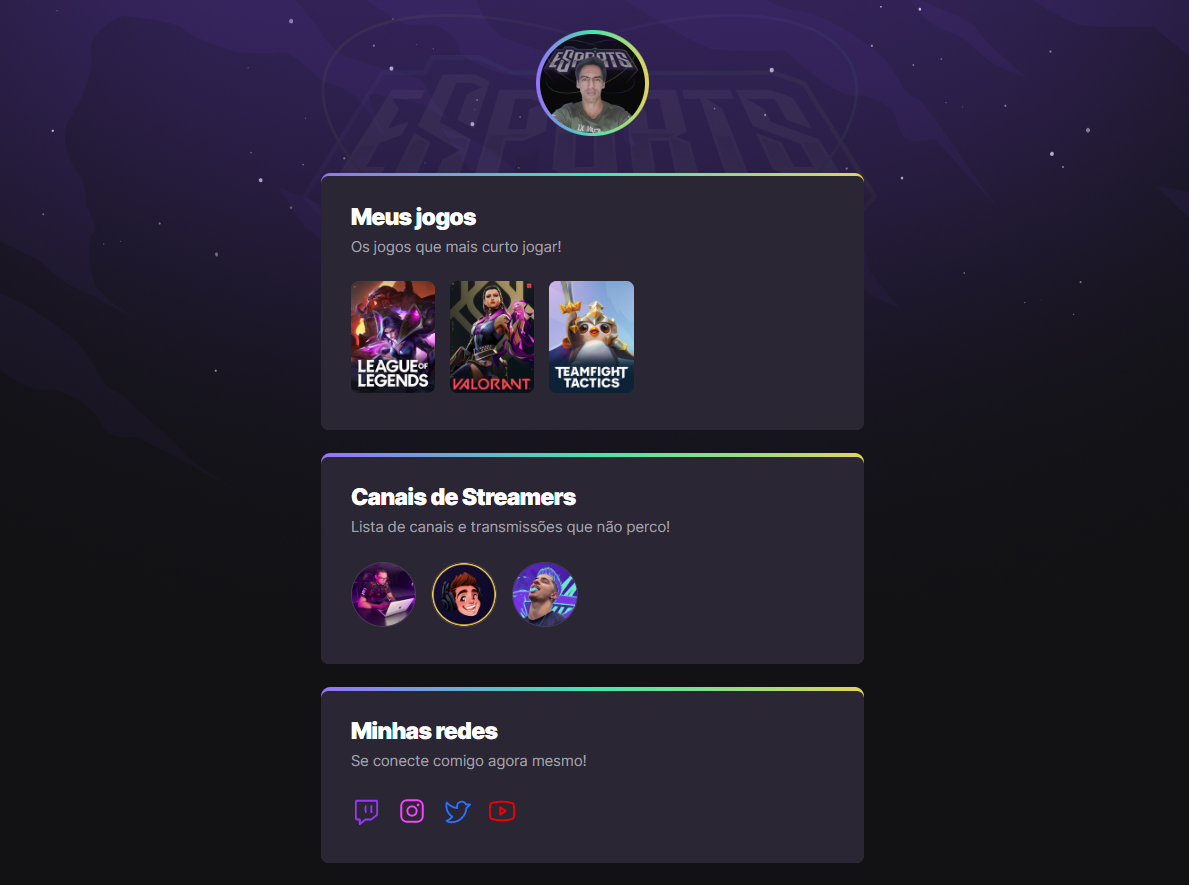 ESPORTS
ESPORTS
Meus jogos
Os jogos que mais curto jogar!
LEAGUE OF
LEGENDS
VALORANT
TEAMFIGHT
TACTICS
Canais de Streamers
Lista de canais e transmissões que não perco!
Minhas redes
Se conecte comigo agora mesmo!